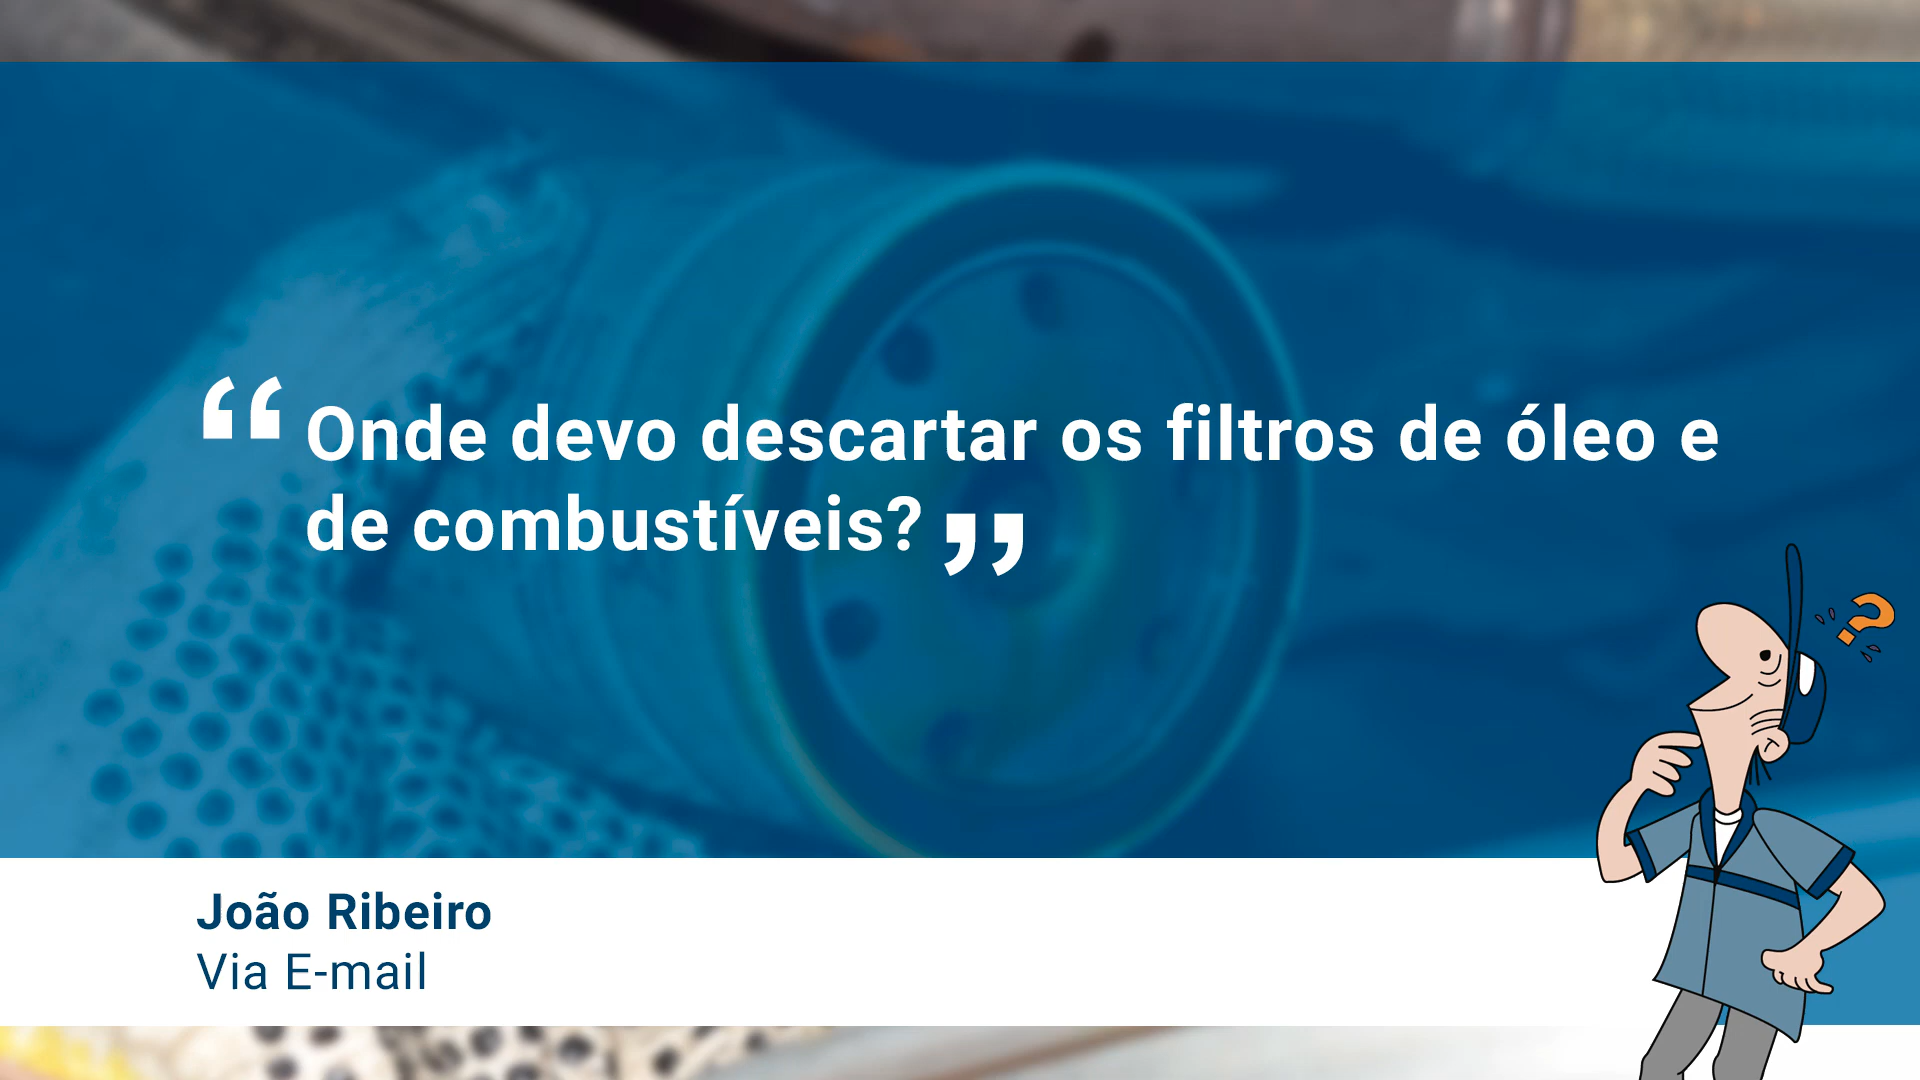 “Onde devo descartar os filtros de óleo e
de combustíveis?”
João Ribeiro
Via E-mail
?